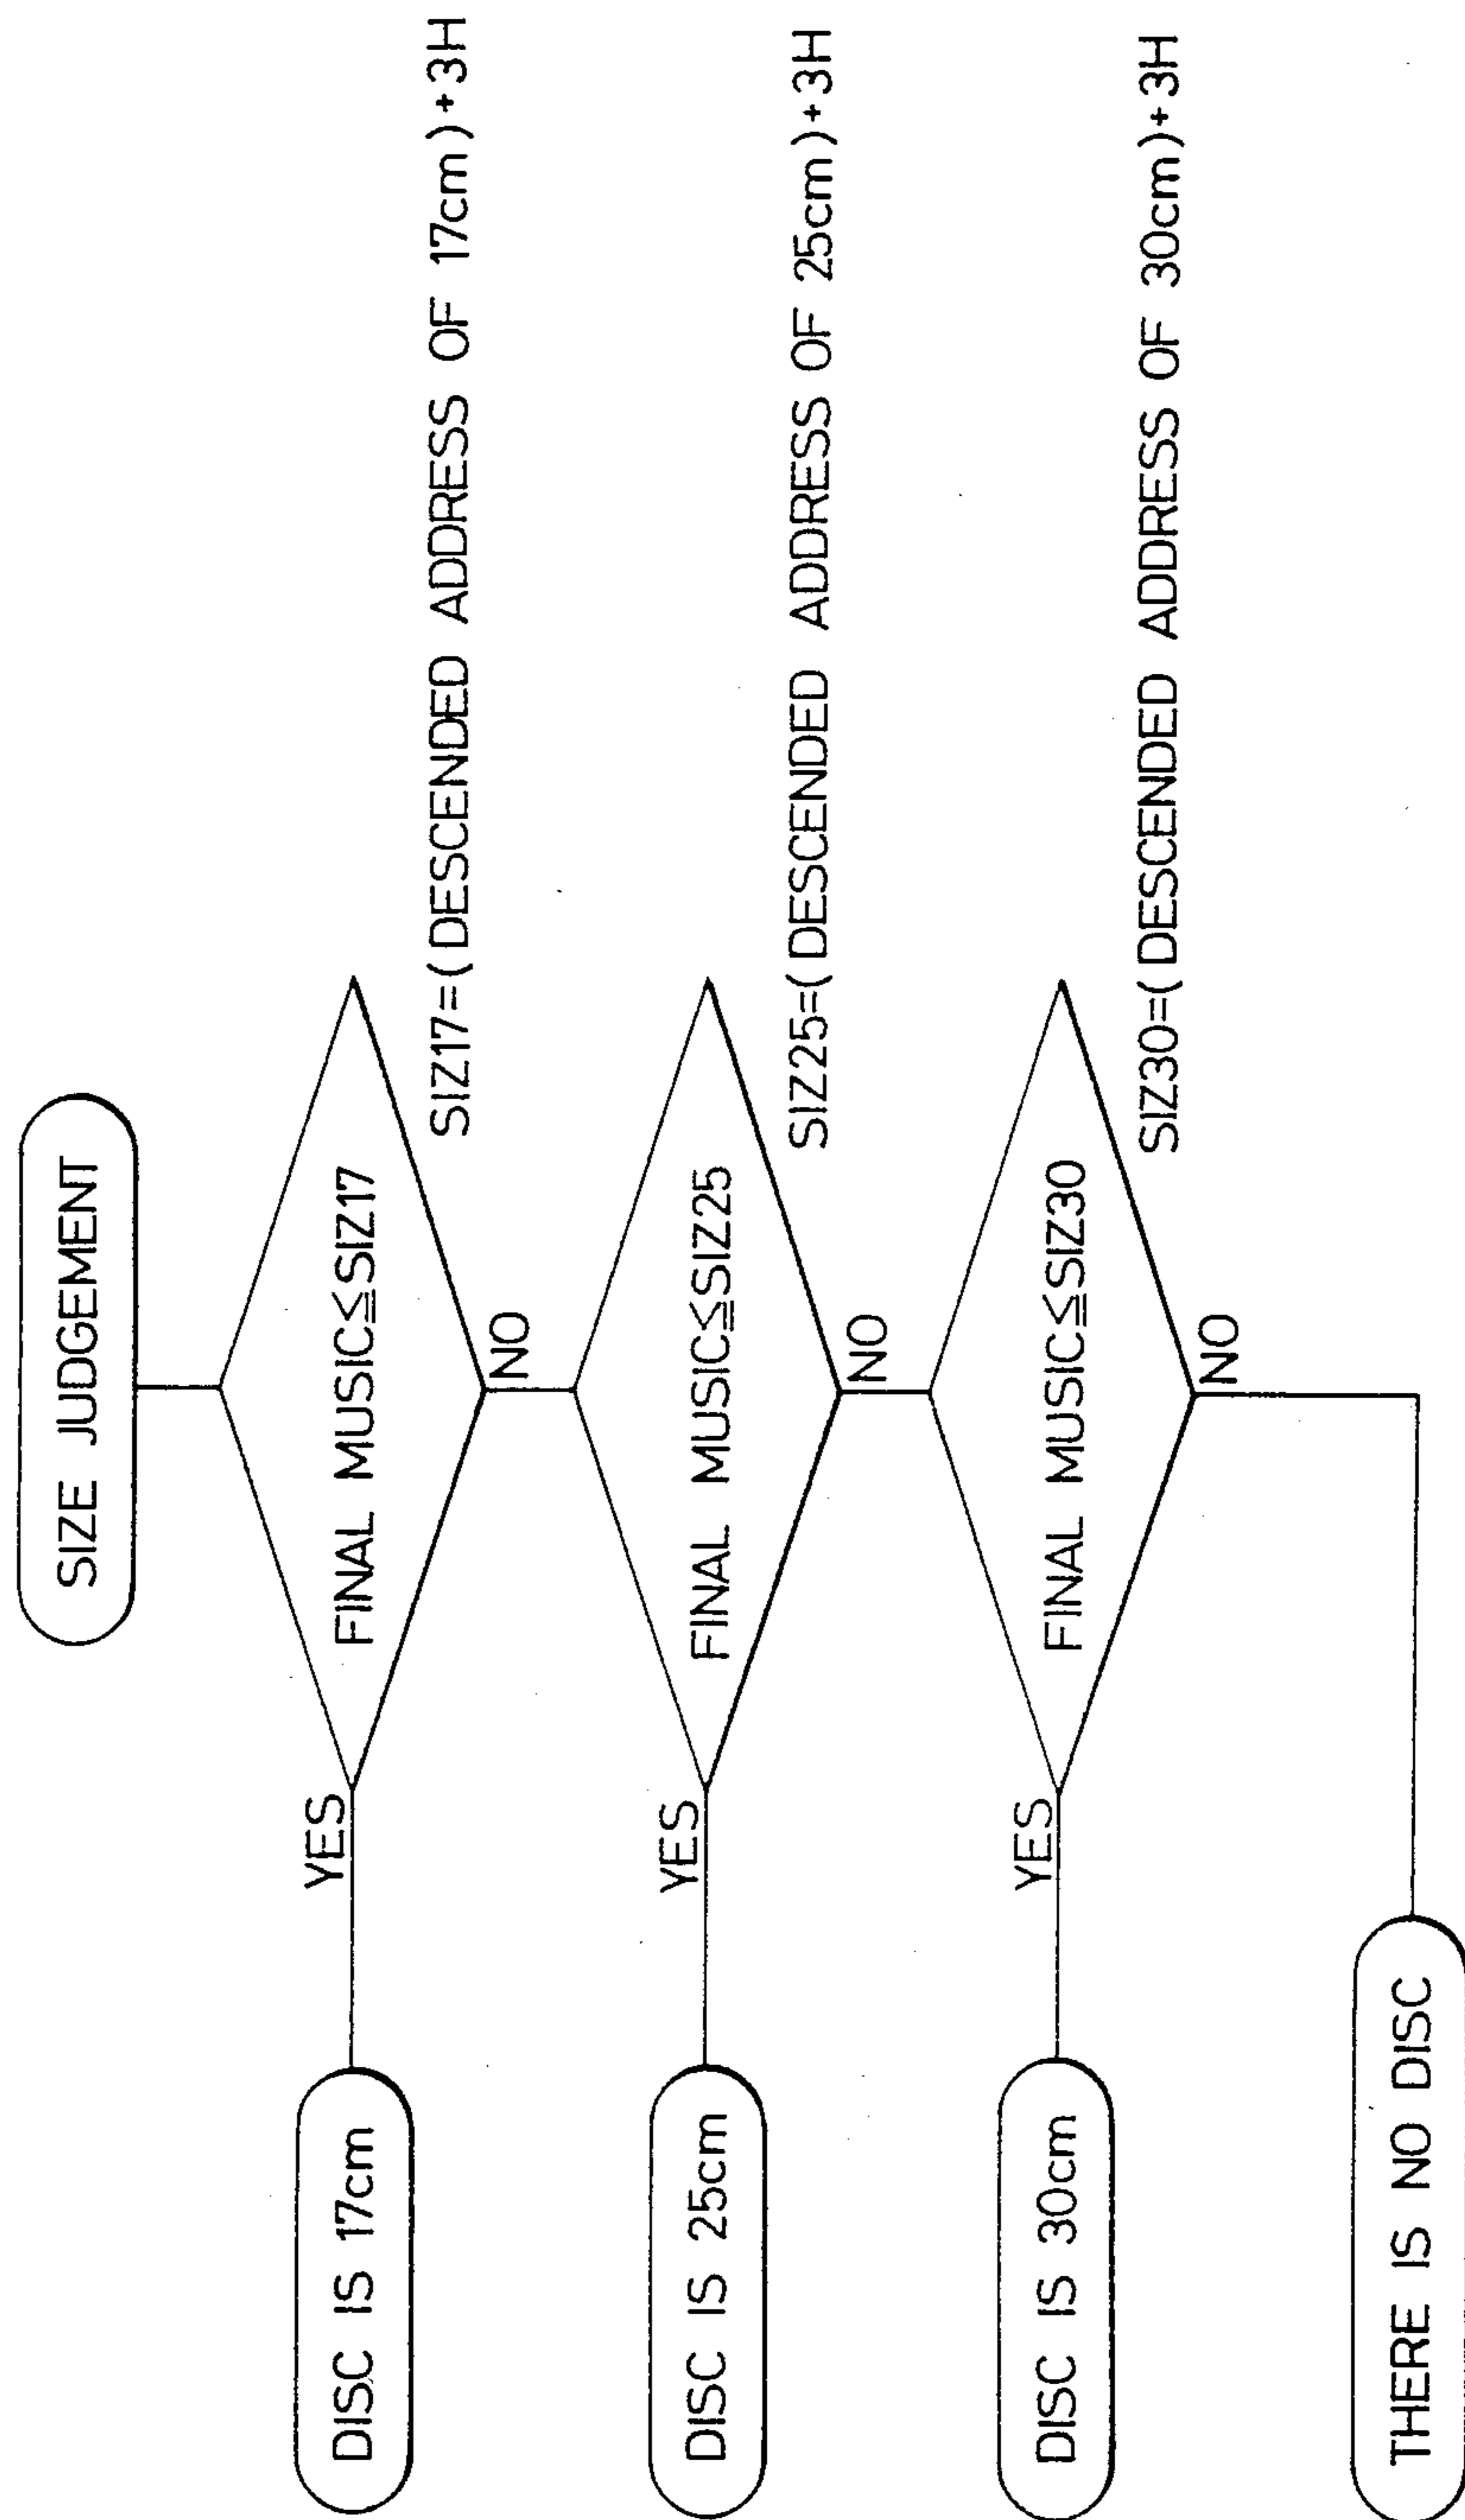 SIZE JUDGEMENT
FINAL MUSIC≦SIZ17
YES
DISC IS 17cm
NO
SIZ17=(DESCENDED ADDRESS OF 17cm)+3H
FINAL MUSIC≦SIZ25
YES
DISC IS 25cm
NO
SIZ25=(DESCENDED ADDRESS OF 25cm)+3H
FINAL MUSIC≦SIZ30
YES
DISC IS 30cm
NO
SIZ30=(DESCENDED ADDRESS OF 30cm)+3H
THERE IS NO DISC